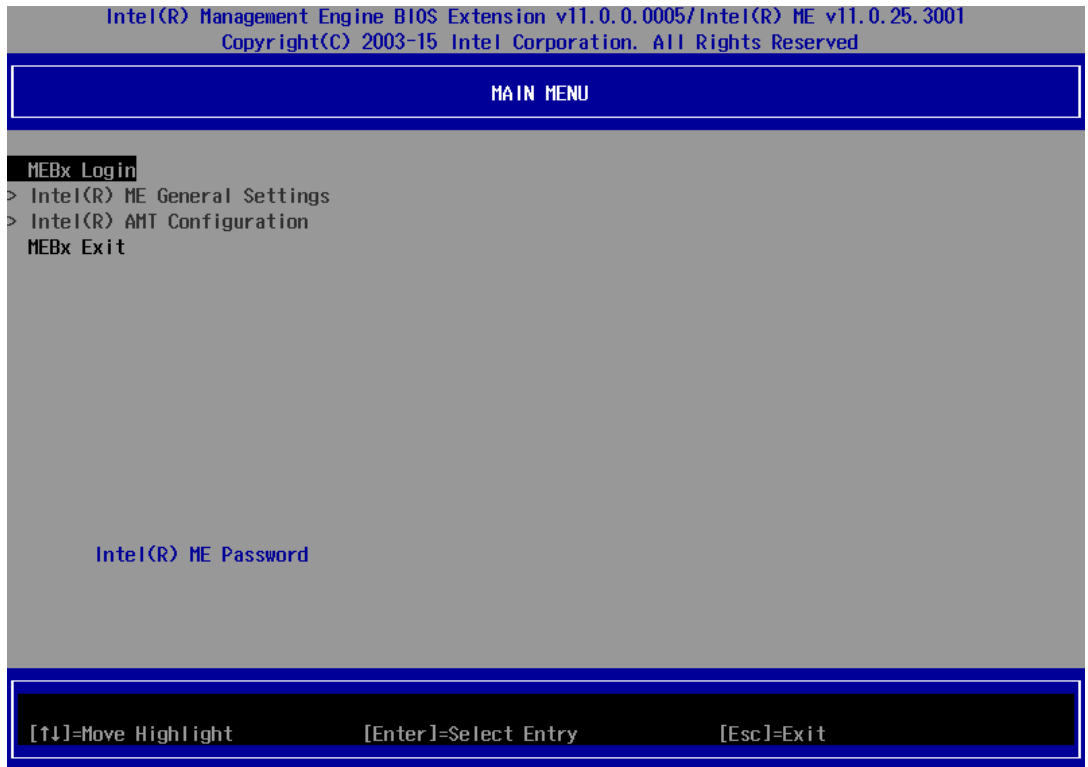 Intel(R) Management Engine BIOS Extension v11.0.0.0005/Intel(R) ME v11.0.25.3001
Copyright(C) 2003-15 Intel Corporation. All Rights Reserved
MAIN MENU
MEBx Login
> Intel(R) ME General Settings
> Intel(R) AMT Configuration
MEBx Exit
Intel(R) ME Password
[↑↓]=Move Highlight [Enter]=Select Entry [Esc]=Exit